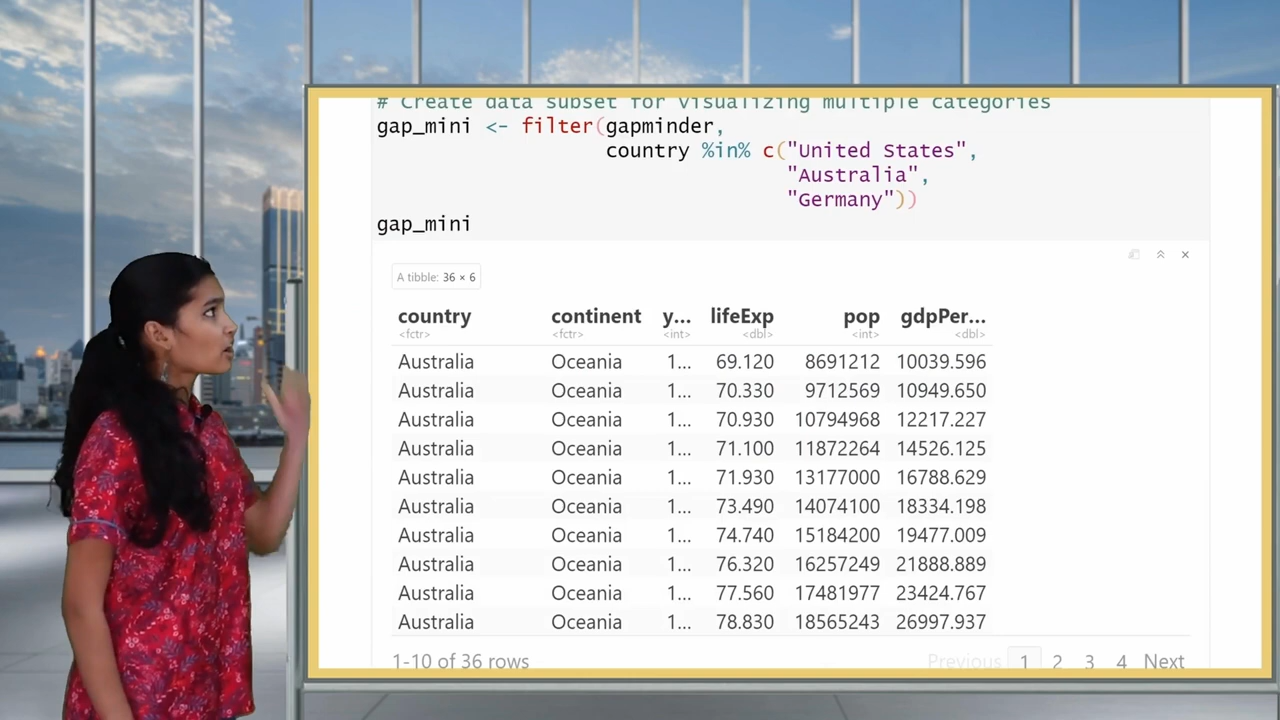 # Create data subset for visualizing multiple categories
gap_mini <- filter(gapminder,
country %in% c("United States",
"Australia",
"Germany"))
gap_mini
A tibble: 36 × 6
country continent y... lifeExp pop gdpPer...
<fctr> <fctr> <int> <dbl> <int> <dbl>
Australia Oceania 1... 69.120 8691212 10039.596
Australia Oceania 1... 70.330 9712569 10949.650
Australia Oceania 1... 70.930 10794968 12217.227
Australia Oceania 1... 71.100 11872264 14526.125
Australia Oceania 1... 71.930 13177000 16788.629
Australia Oceania 1... 73.490 14074100 18334.198
Australia Oceania 1... 74.740 15184200 19477.009
Australia Oceania 1... 76.320 16257249 21888.889
Australia Oceania 1... 77.560 17481977 23424.767
Australia Oceania 1... 78.830 18565243 26997.937
1-10 of 36 rows Previous 1 2 3 4 Next